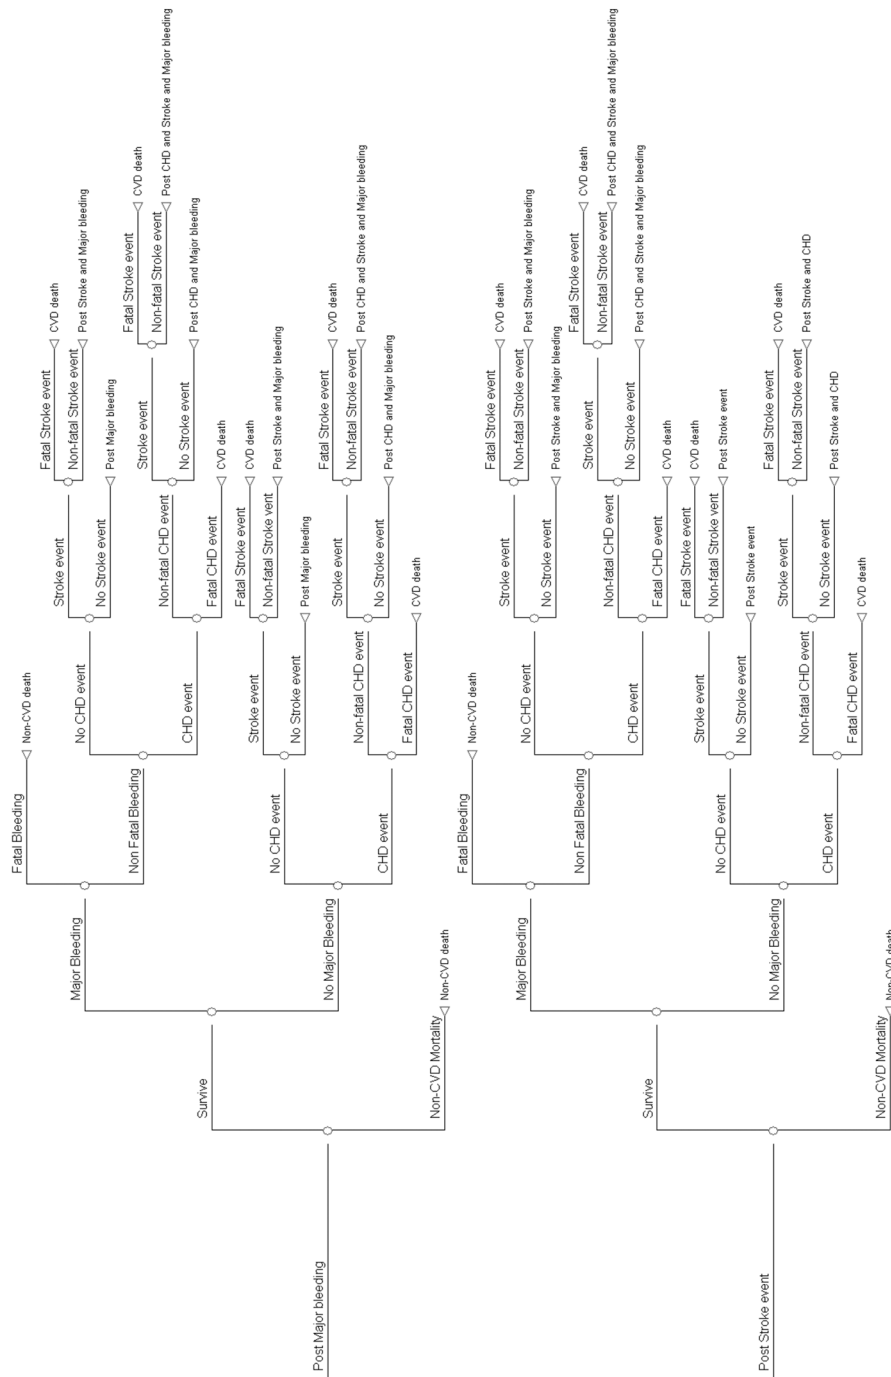 Fatal Bleeding Non-CVD death
Fatal Stroke event CVD death
Stroke event
Non-fatal Stroke event Post Stroke and Major bleeding
Major Bleeding
No CHD event
No Stroke event Post Major bleeding
Fatal Stroke event CVD death
Non Fatal Bleeding
Stroke event
Non-fatal Stroke event Post CHD and Stroke and Major bleeding
Non-fatal CHD event
No Stroke event Post CHD and Major bleeding
CHD event
Survive
Fatal CHD event CVD death
Fatal Stroke event CVD death
Stroke event
Non-fatal Stroke vent Post Stroke and Major bleeding
No CHD event
No Stroke event Post Major bleeding
Post Major bleeding
Fatal Stroke event CVD death
No Major Bleeding
Stroke event
Non-fatal Stroke event Post CHD and Stroke and Major bleeding
Non-fatal CHD event
No Stroke event Post CHD and Major bleeding
CHD event
Fatal CHD event CVD death
Non-CVD Mortality Non-CVD death
Fatal Bleeding Non-CVD death
Fatal Stroke event CVD death
Stroke event
Non-fatal Stroke event Post Stroke and Major bleeding
Major Bleeding
No CHD event
No Stroke event Post Stroke and Major bleeding
Fatal Stroke event CVD death
Non Fatal Bleeding
Stroke event
Non-fatal Stroke event Post CHD and Stroke and Major bleeding
Non-fatal CHD event
No Stroke event Post CHD and Stroke and Major bleeding
CHD event
Survive
Fatal CHD event CVD death
Fatal Stroke event CVD death
Stroke event
Non-fatal Stroke vent Post Stroke event
No CHD event
No Stroke event Post Stroke event
Post Stroke event
Fatal Stroke event CVD death
No Major Bleeding
Stroke event
Non-fatal Stroke event Post Stroke and CHD
Non-fatal CHD event
No Stroke event Post Stroke and CHD
CHD event
Fatal CHD event CVD death
Non-CVD Mortality Non-CVD death